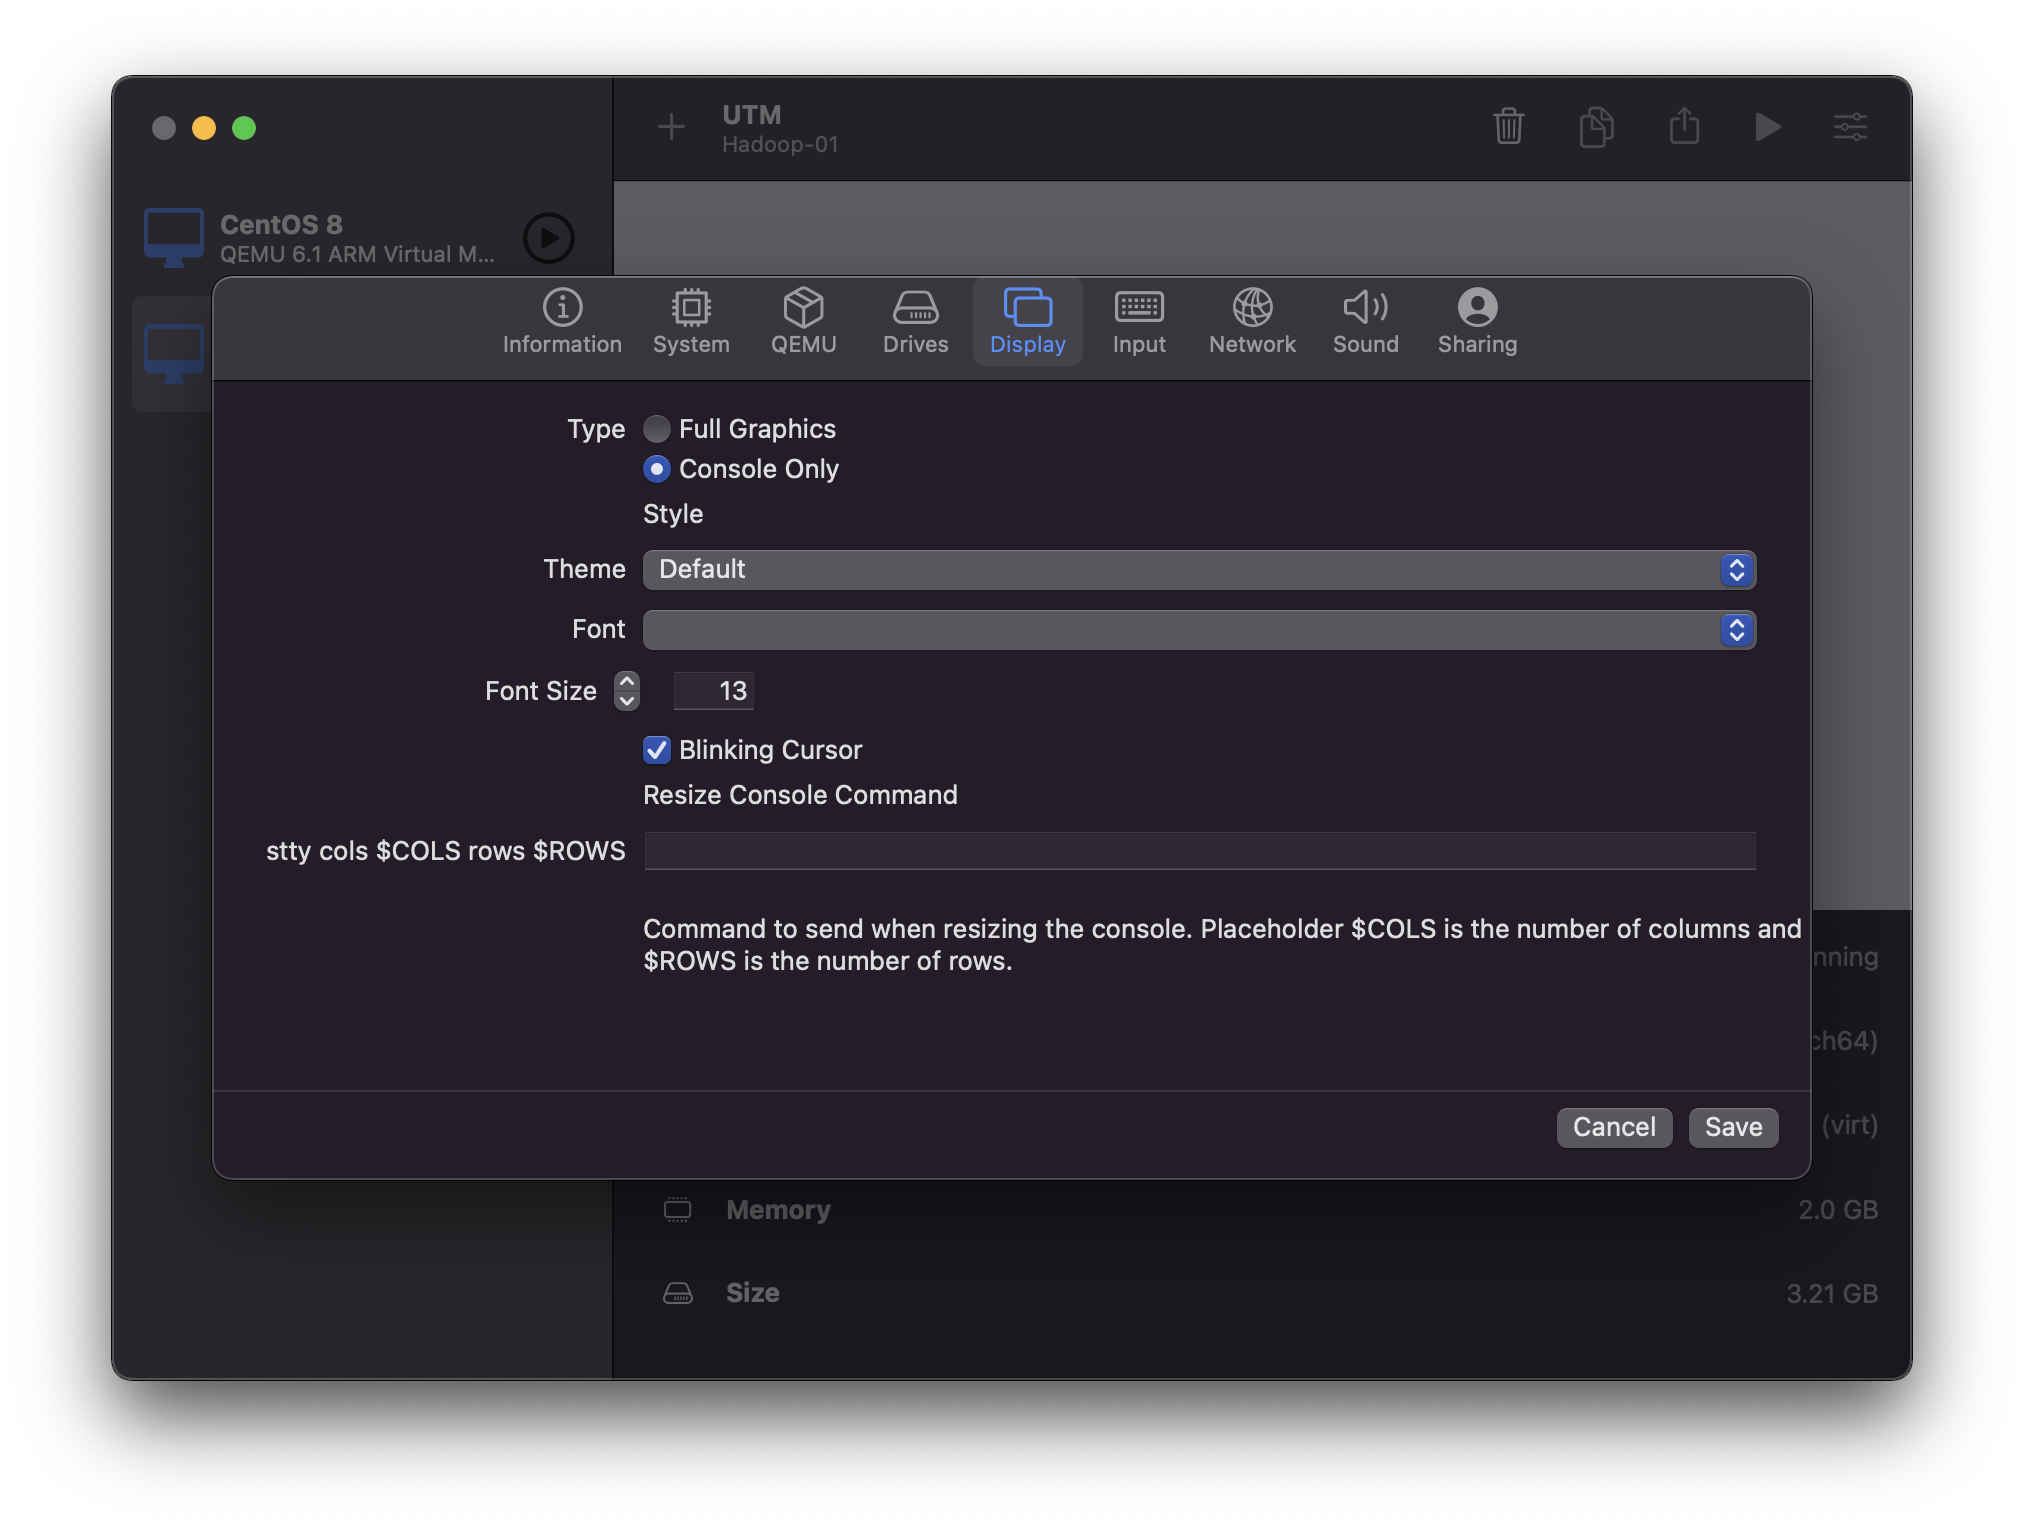 UTM
Hadoop-01
CentOS 8
QEMU 6.1 ARM Virtual M...
Information System QEMU Drives Display Input Network Sound Sharing
Type Full Graphics
Console Only
Style
Theme Default
Font
Font Size 13
Blinking Cursor
Resize Console Command
stty cols $COLS rows $ROWS
Command to send when resizing the console. Placeholder $COLS is the number of columns and
$ROWS is the number of rows.
nning
ch64)
(virt)
Cancel Save
Memory 2.0 GB
Size 3.21 GB